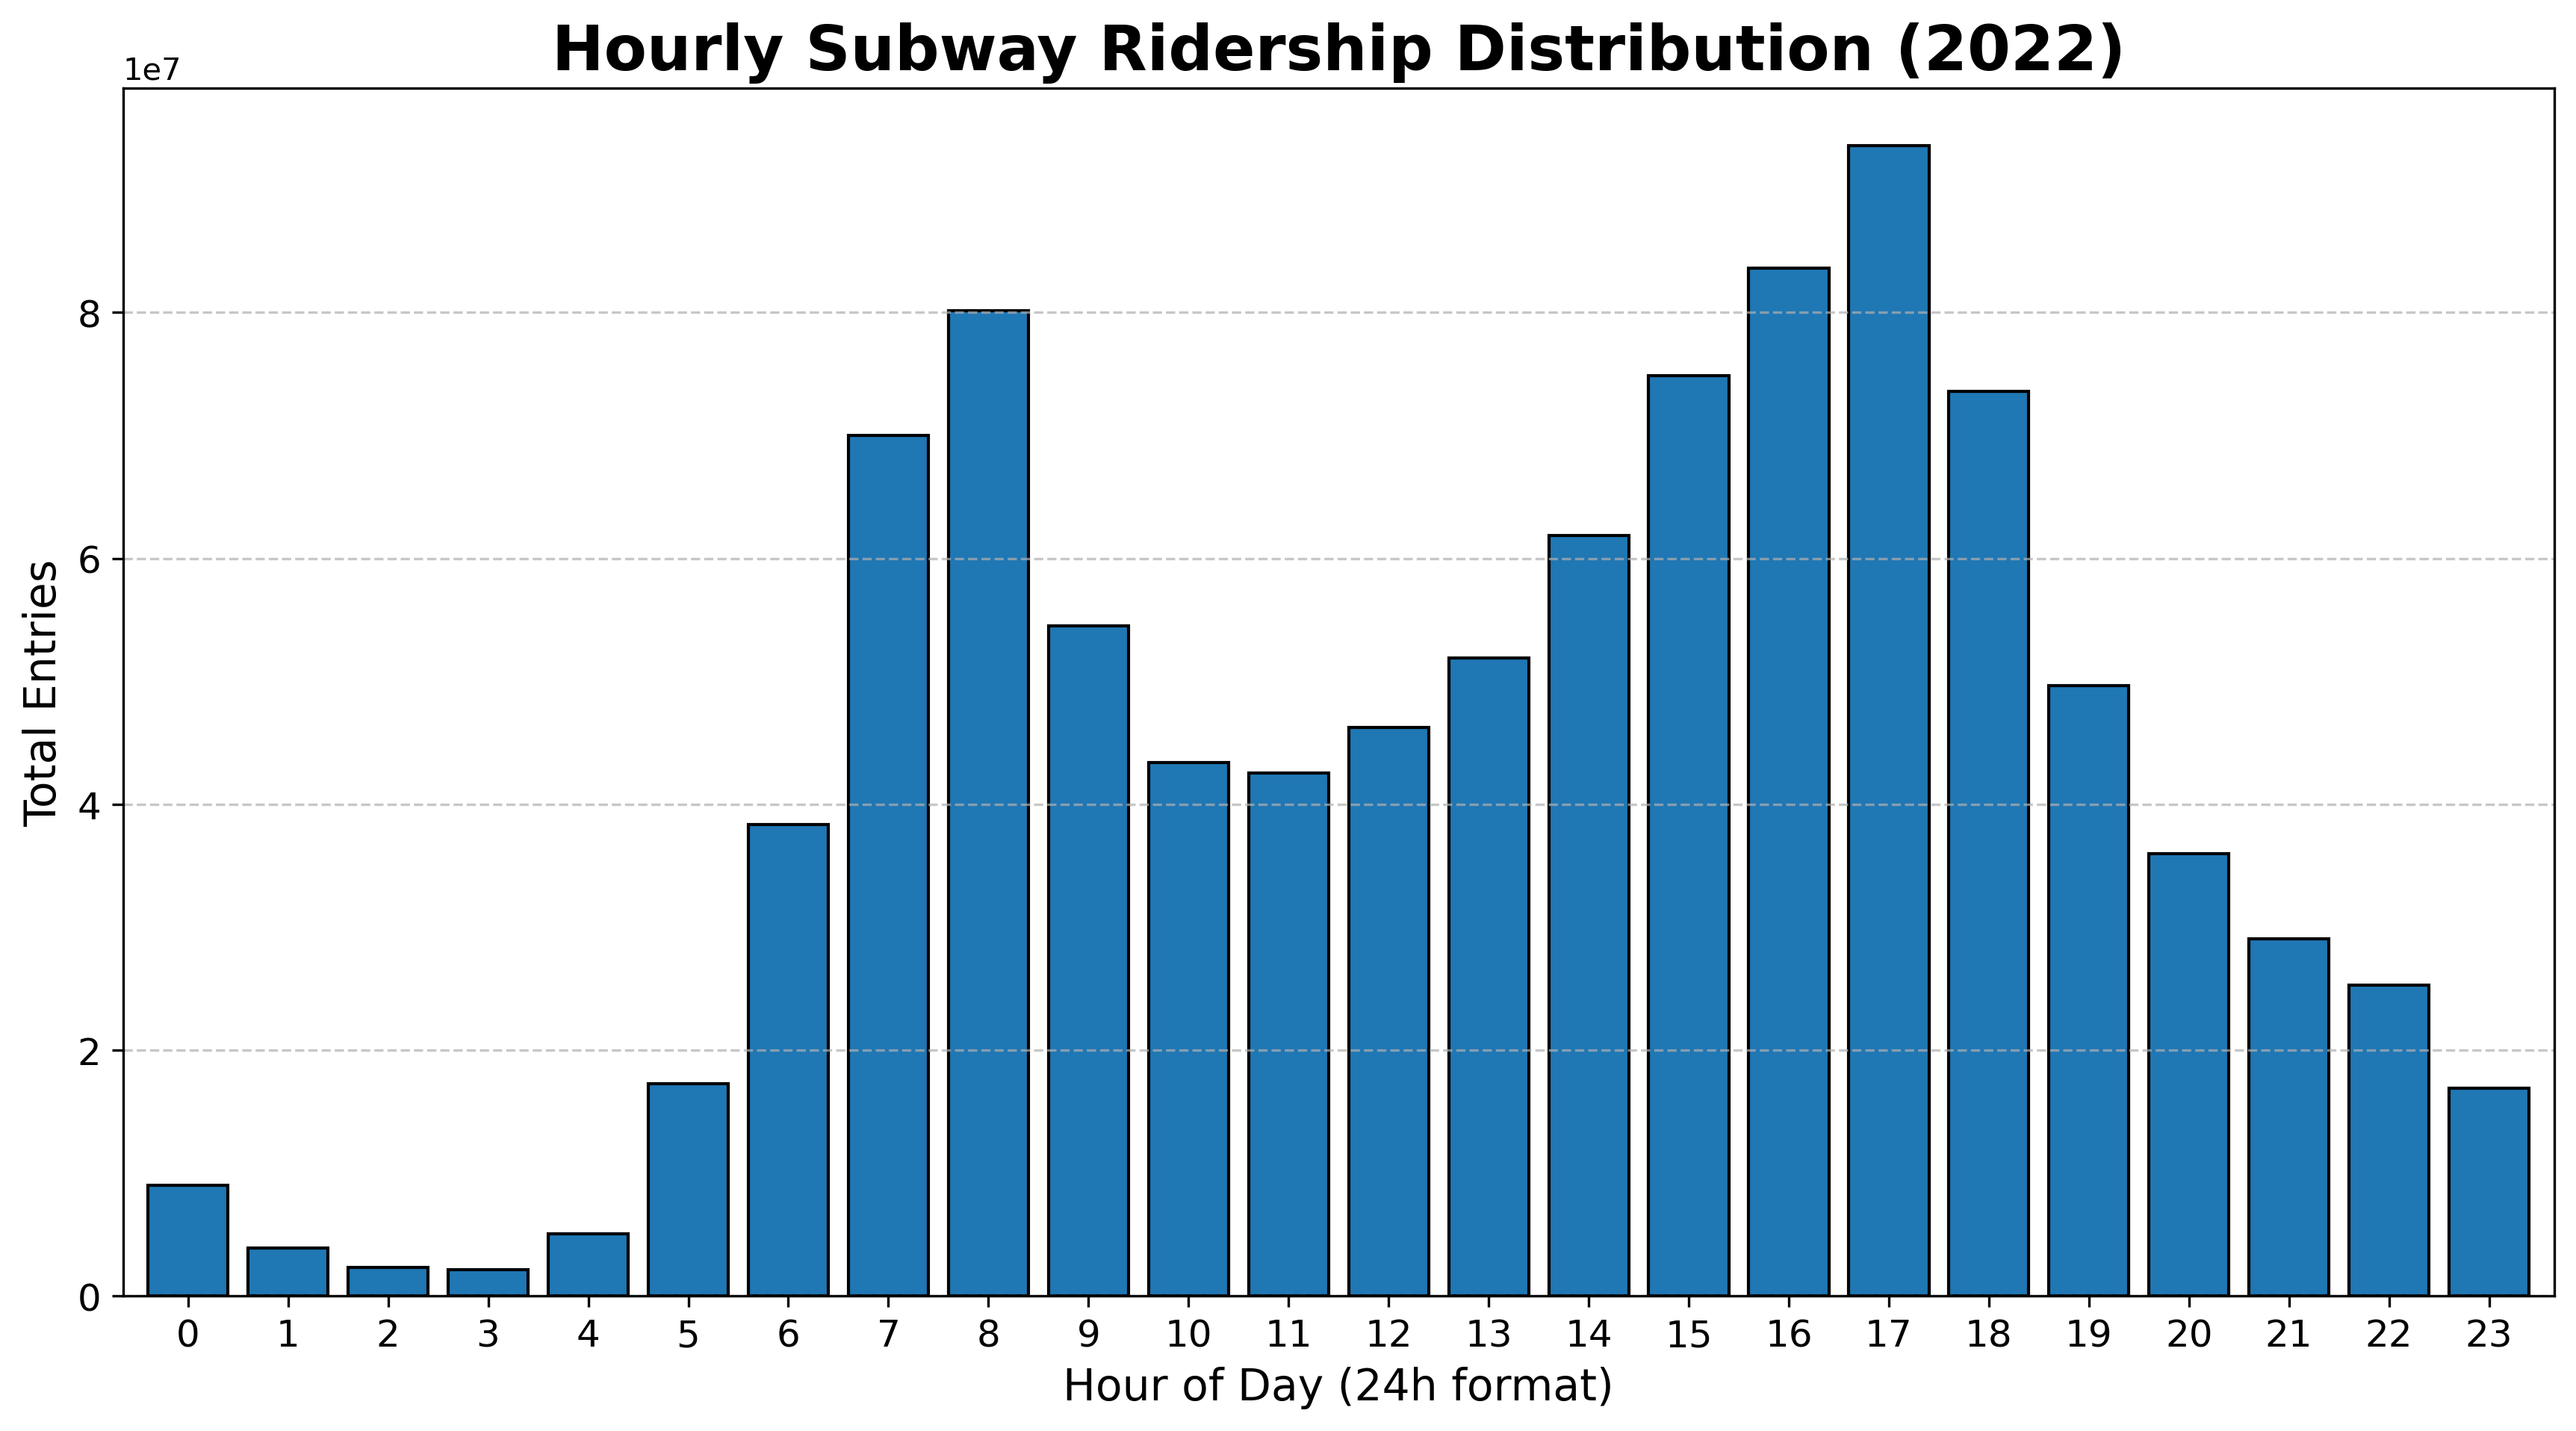 Hourly Subway Ridership Distribution (2022)
1e7
8
6
4
2
0
Total Entries
0 1 2 3 4 5 6 7 8 9 10 11 12 13 14 15 16 17 18 19 20 21 22 23
Hour of Day (24h format)